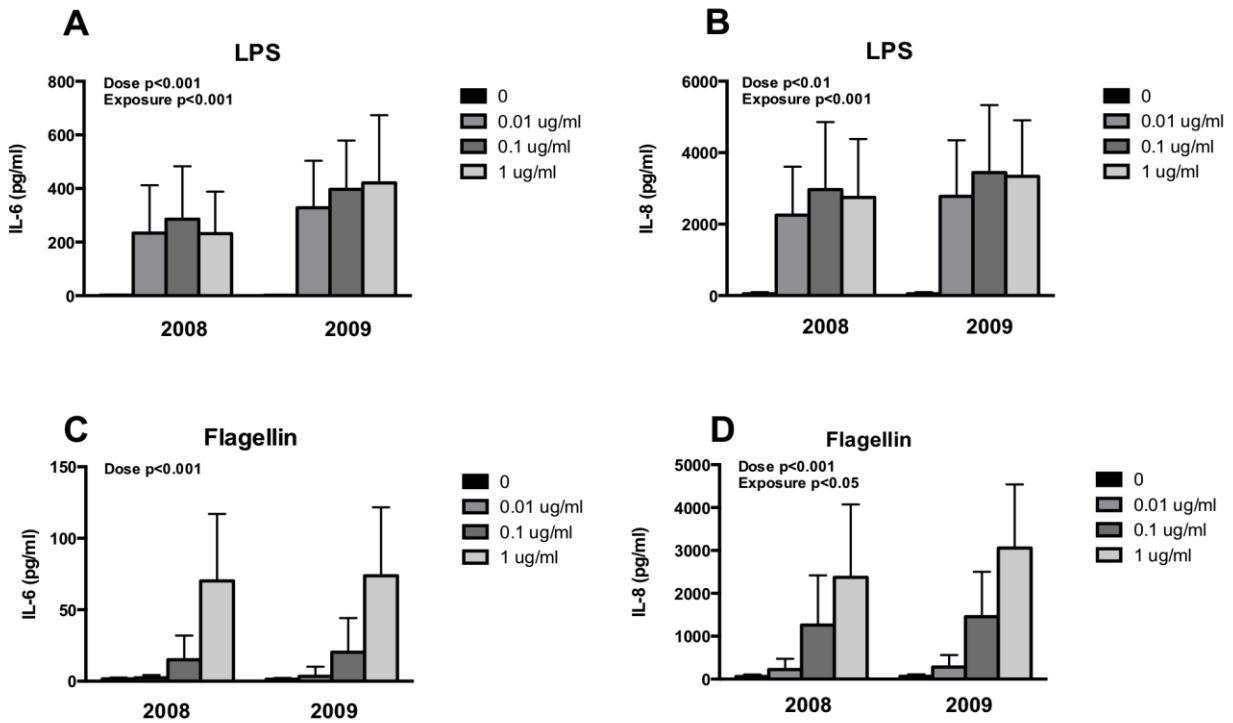 A
LPS
Dose p<0.001
Exposure p<0.001
IL-6 (pg/ml)
800
600
400
200
0
2008
2009
0
0.01 ug/ml
0.1 ug/ml
1 ug/ml
B
LPS
Dose p<0.01
Exposure p<0.001
IL-8 (pg/ml)
6000
4000
2000
0
2008
2009
0
0.01 ug/ml
0.1 ug/ml
1 ug/ml
C
Flagellin
Dose p<0.001
IL-6 (pg/ml)
150
100
50
0
2008
2009
0
0.01 ug/ml
0.1 ug/ml
1 ug/ml
D
Flagellin
Dose p<0.001
Exposure p<0.05
IL-8 (pg/ml)
5000
4000
3000
2000
1000
0
2008
2009
0
0.01 ug/ml
0.1 ug/ml
1 ug/ml